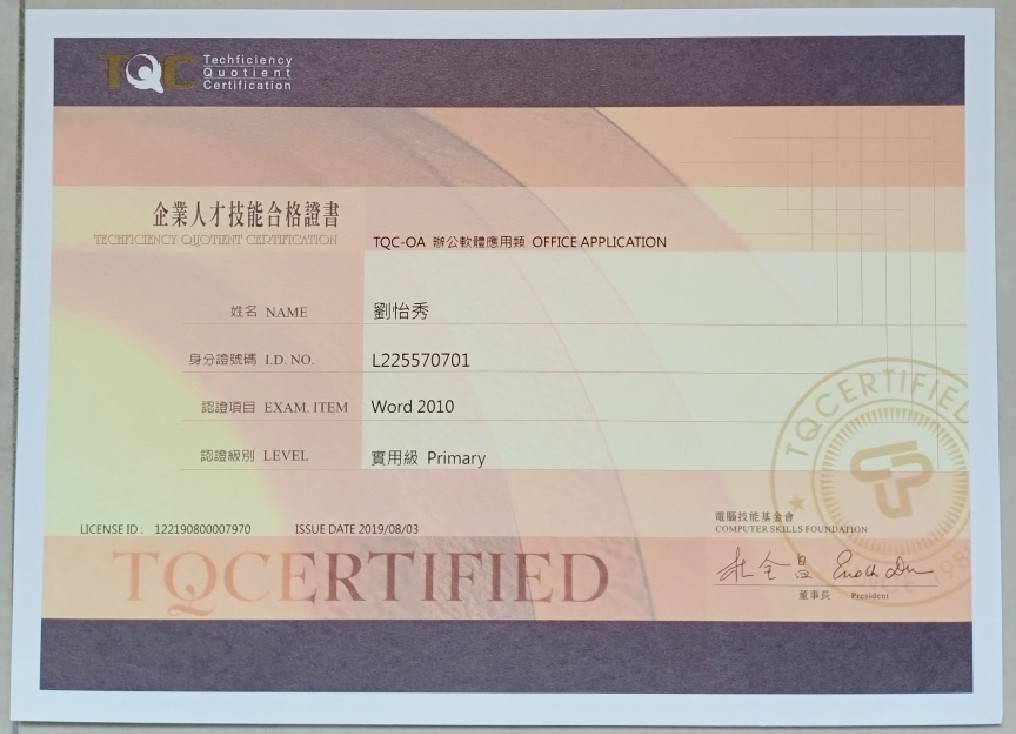 TQC Techficiency
Quotient
Certification
企業人才技能合格證書
TECHFICIENCY QUOTIENT CERTIFICATION
TQC-OA 辦公軟體應用類 OFFICE APPLICATION
姓名 NAME 劉怡秀
身分證號碼 I.D. NO. L225570701
認證項目 EXAM. ITEM Word 2010
認證級別 LEVEL 實用級 Primary
TQCERTIFIED
LICENSE ID : 122190800007970 ISSUE DATE 2019/08/03
電腦技能基金會
COMPUTER SKILLS FOUNDATION
TQCERTIFIED
杜全昌
董事長 President